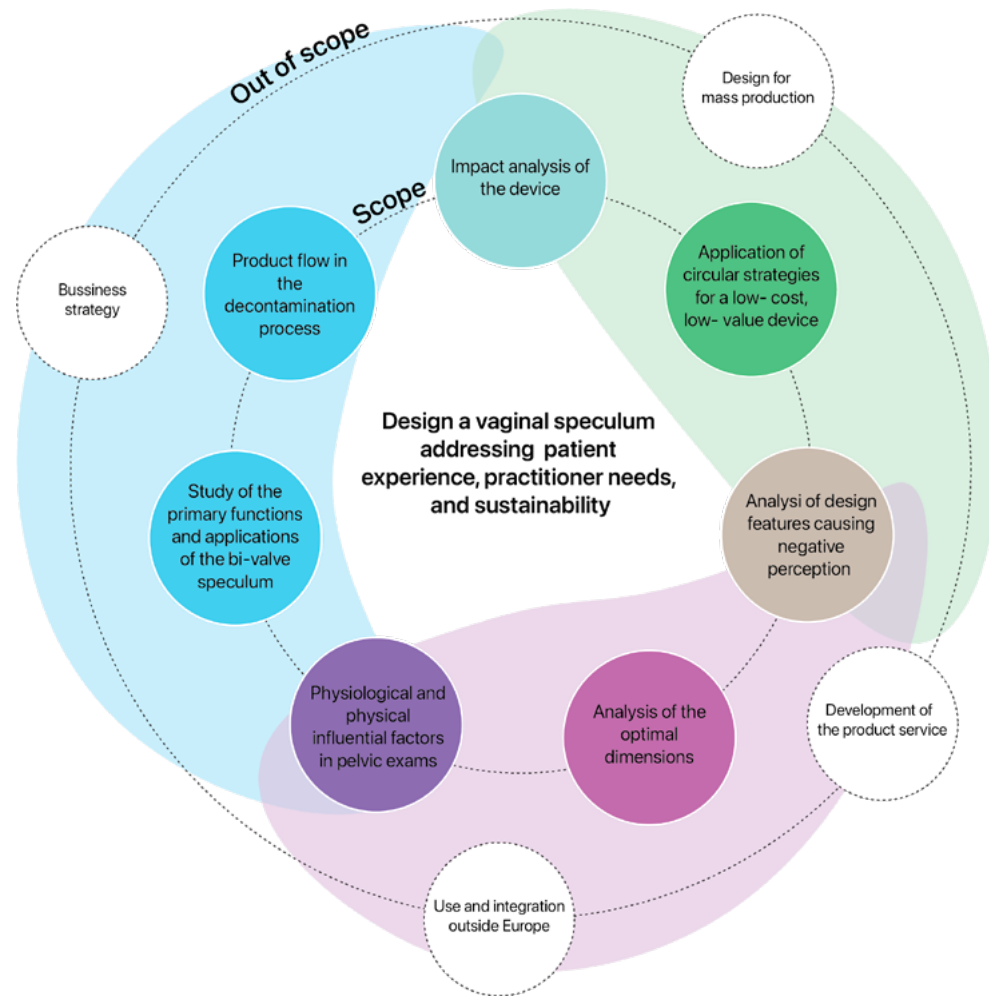 Out of scope
Design for
mass production
Scope
Impact analysis of
the device
Product flow in
the
decontamination
process
Application of
circular strategies
for a low- cost,
low- value device
Bussiness
strategy
Design a vaginal speculum
addressing patient
experience, practitioner needs,
and sustainability
Study of the
primary functions
and applications
of the bi-valve
speculum
Analysi of design
features causing
negative
perception
Physiological and
physical
influential factors
in pelvic exams
Analysis of the
optimal
dimensions
Development of
the product service
Use and integration
outside Europe